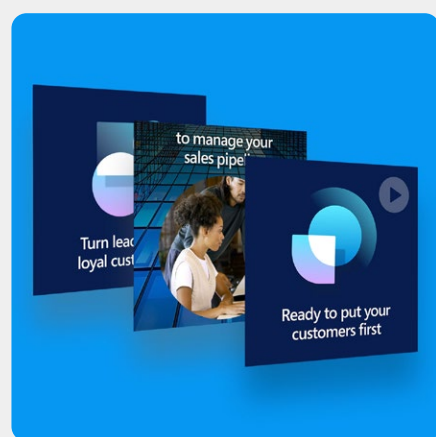 Turn
loyal
to manage your
sales
Ready to put your
customers first